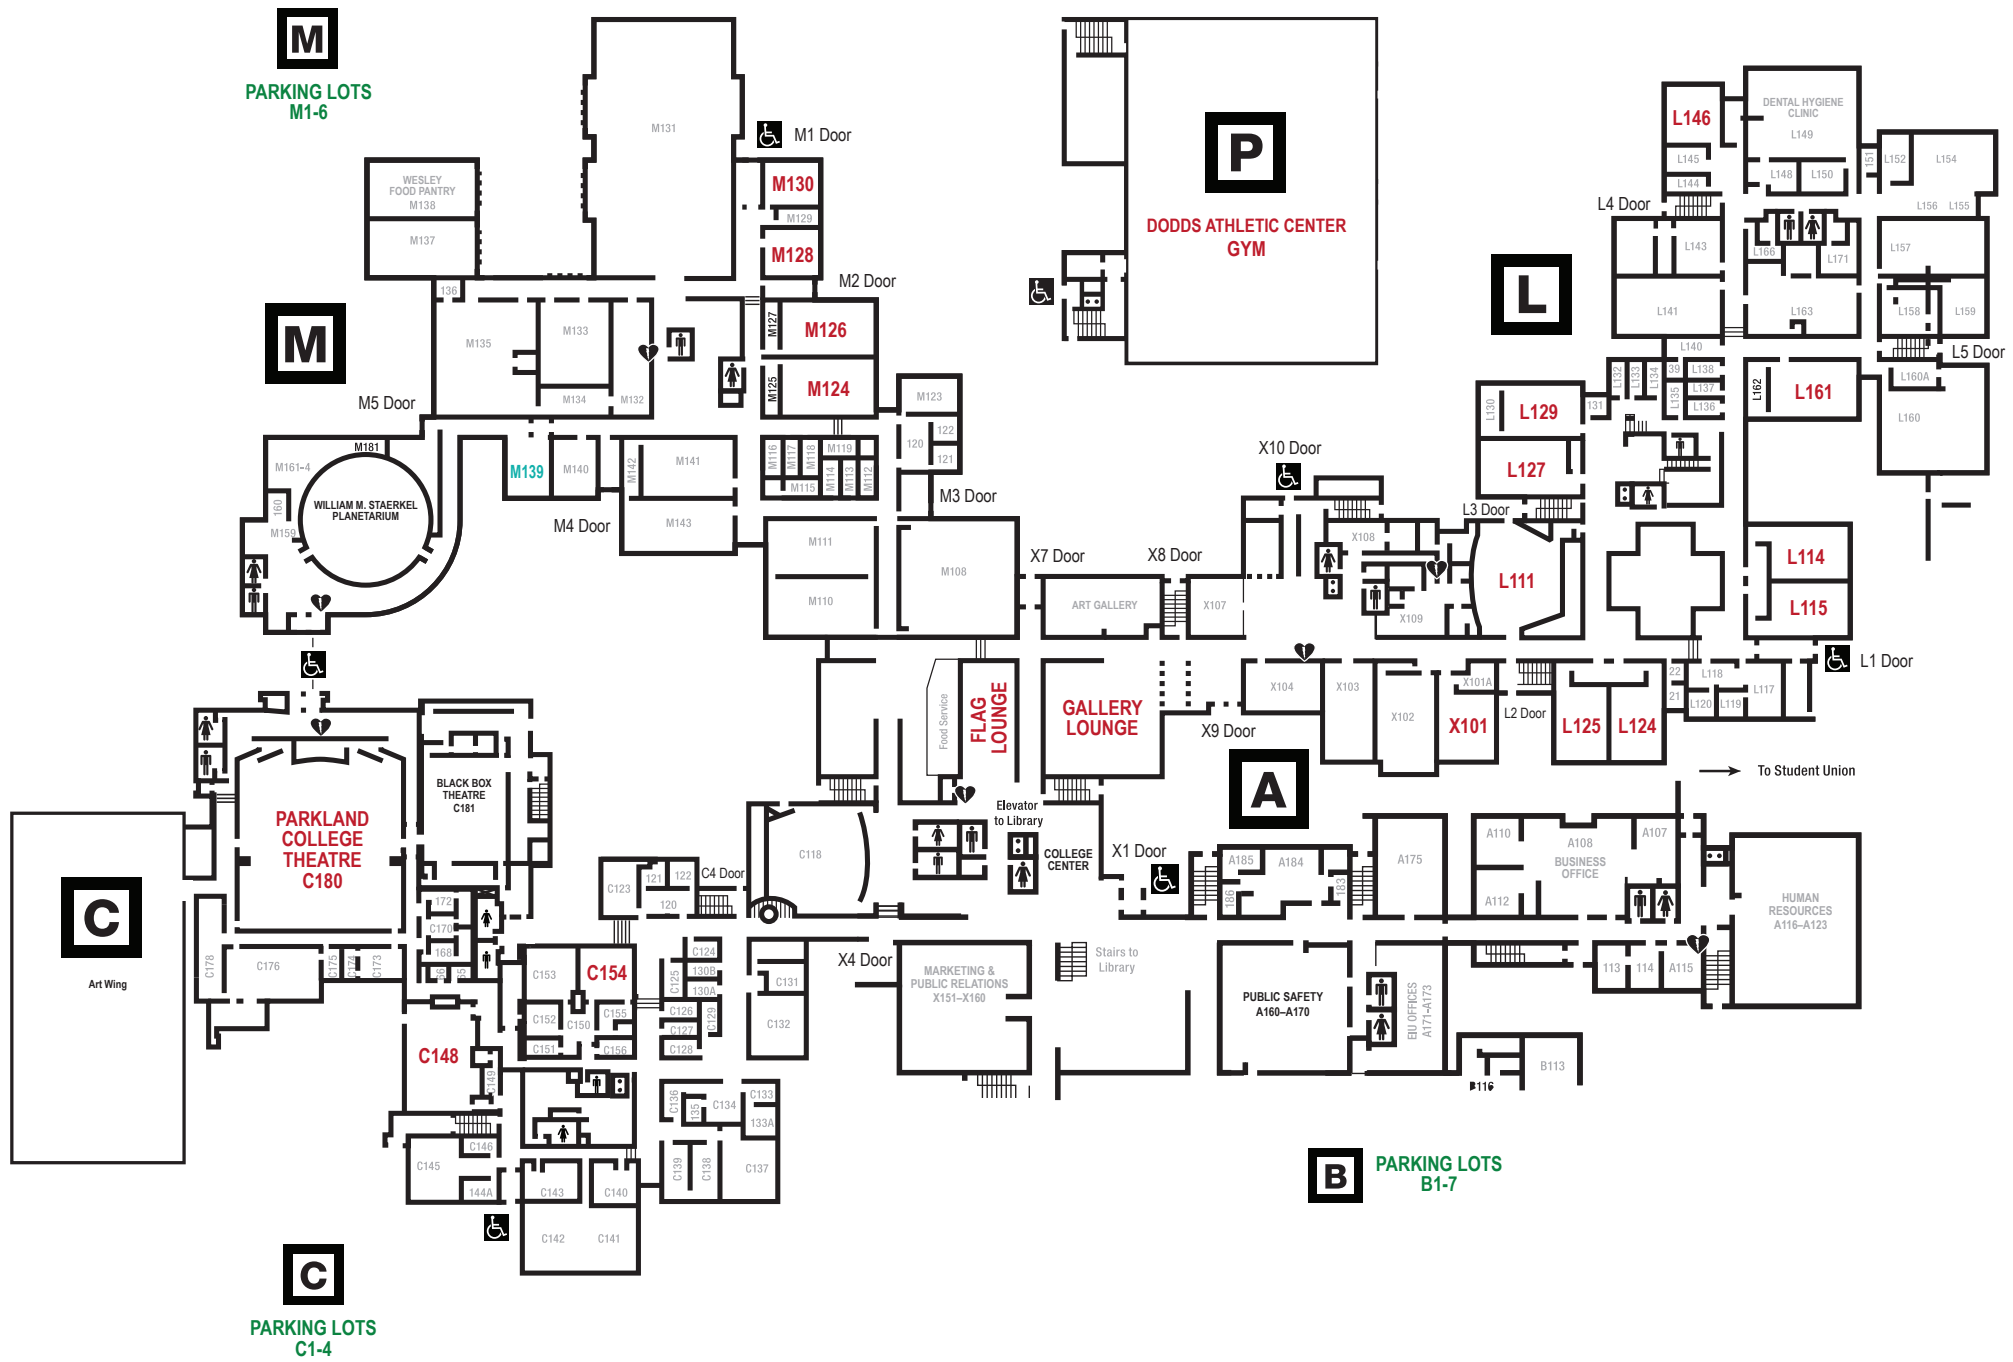 M
PARKING LOTS
M1-6
M131
M1 Door
WESLEY
FOOD PANTRY
M138
M137
M130
M129
M128
M2 Door
136
M
M135
M133
M134
M132
M127
M126
M125
M124
M5 Door
M123
122
120
121
M181
M161-4
160
M159
WILLIAM M. STAERKEL
PLANETARIUM
M139
M140
M142
M141
M143
M4 Door
M116
M117
M118
M119
M115
M114
M113
M112
M3 Door
M111
M110
M108
P
DODDS ATHLETIC CENTER
GYM
L146
L145
L144
DENTAL HYGIENE
CLINIC
L149
L148
L150
151
L152
L154
L156
L155
L4 Door
L143
L166
L171
L157
L
L141
L163
L158
L159
L140
L5 Door
L132
L133
L134
39
L138
L137
L135
L136
131
L162
L161
L160A
L160
L130
L129
L127
X10 Door
L3 Door
X7 Door
X8 Door
ART GALLERY
X107
X108
X109
L111
L114
L115
L1 Door
Food Service
FLAG
LOUNGE
GALLERY
LOUNGE
X9 Door
X104
X103
X102
X101A
X101
L2 Door
L125
L124
22
21
L118
L120
L119
L117
To Student Union
A
PARKLAND
COLLEGE
THEATRE
C180
BLACK BOX
THEATRE
C181
C
Art Wing
C178
C176
C175
C174
C173
172
C170
168
C123
121
122
120
C4 Door
C118
Elevator
to Library
COLLEGE
CENTER
X1 Door
A185
A184
186
183
A175
A110
A108
A107
BUSINESS
OFFICE
A112
HUMAN
RESOURCES
A116–A123
113
114
A115
C153
C154
C152
C150
C155
C151
C156
C124
C125
130B
130A
C126
C127
C129
C128
C131
C132
X4 Door
MARKETING &
PUBLIC RELATIONS
X151–X160
Stairs to
Library
PUBLIC SAFETY
A160–A170
EIU OFFICES
A171–A173
B116
B113
C148
C149
C136
135
C134
C133
133A
C139
C138
C137
C146
C145
144A
C143
C140
C142
C141
B
PARKING LOTS
B1-7
C
PARKING LOTS
C1-4